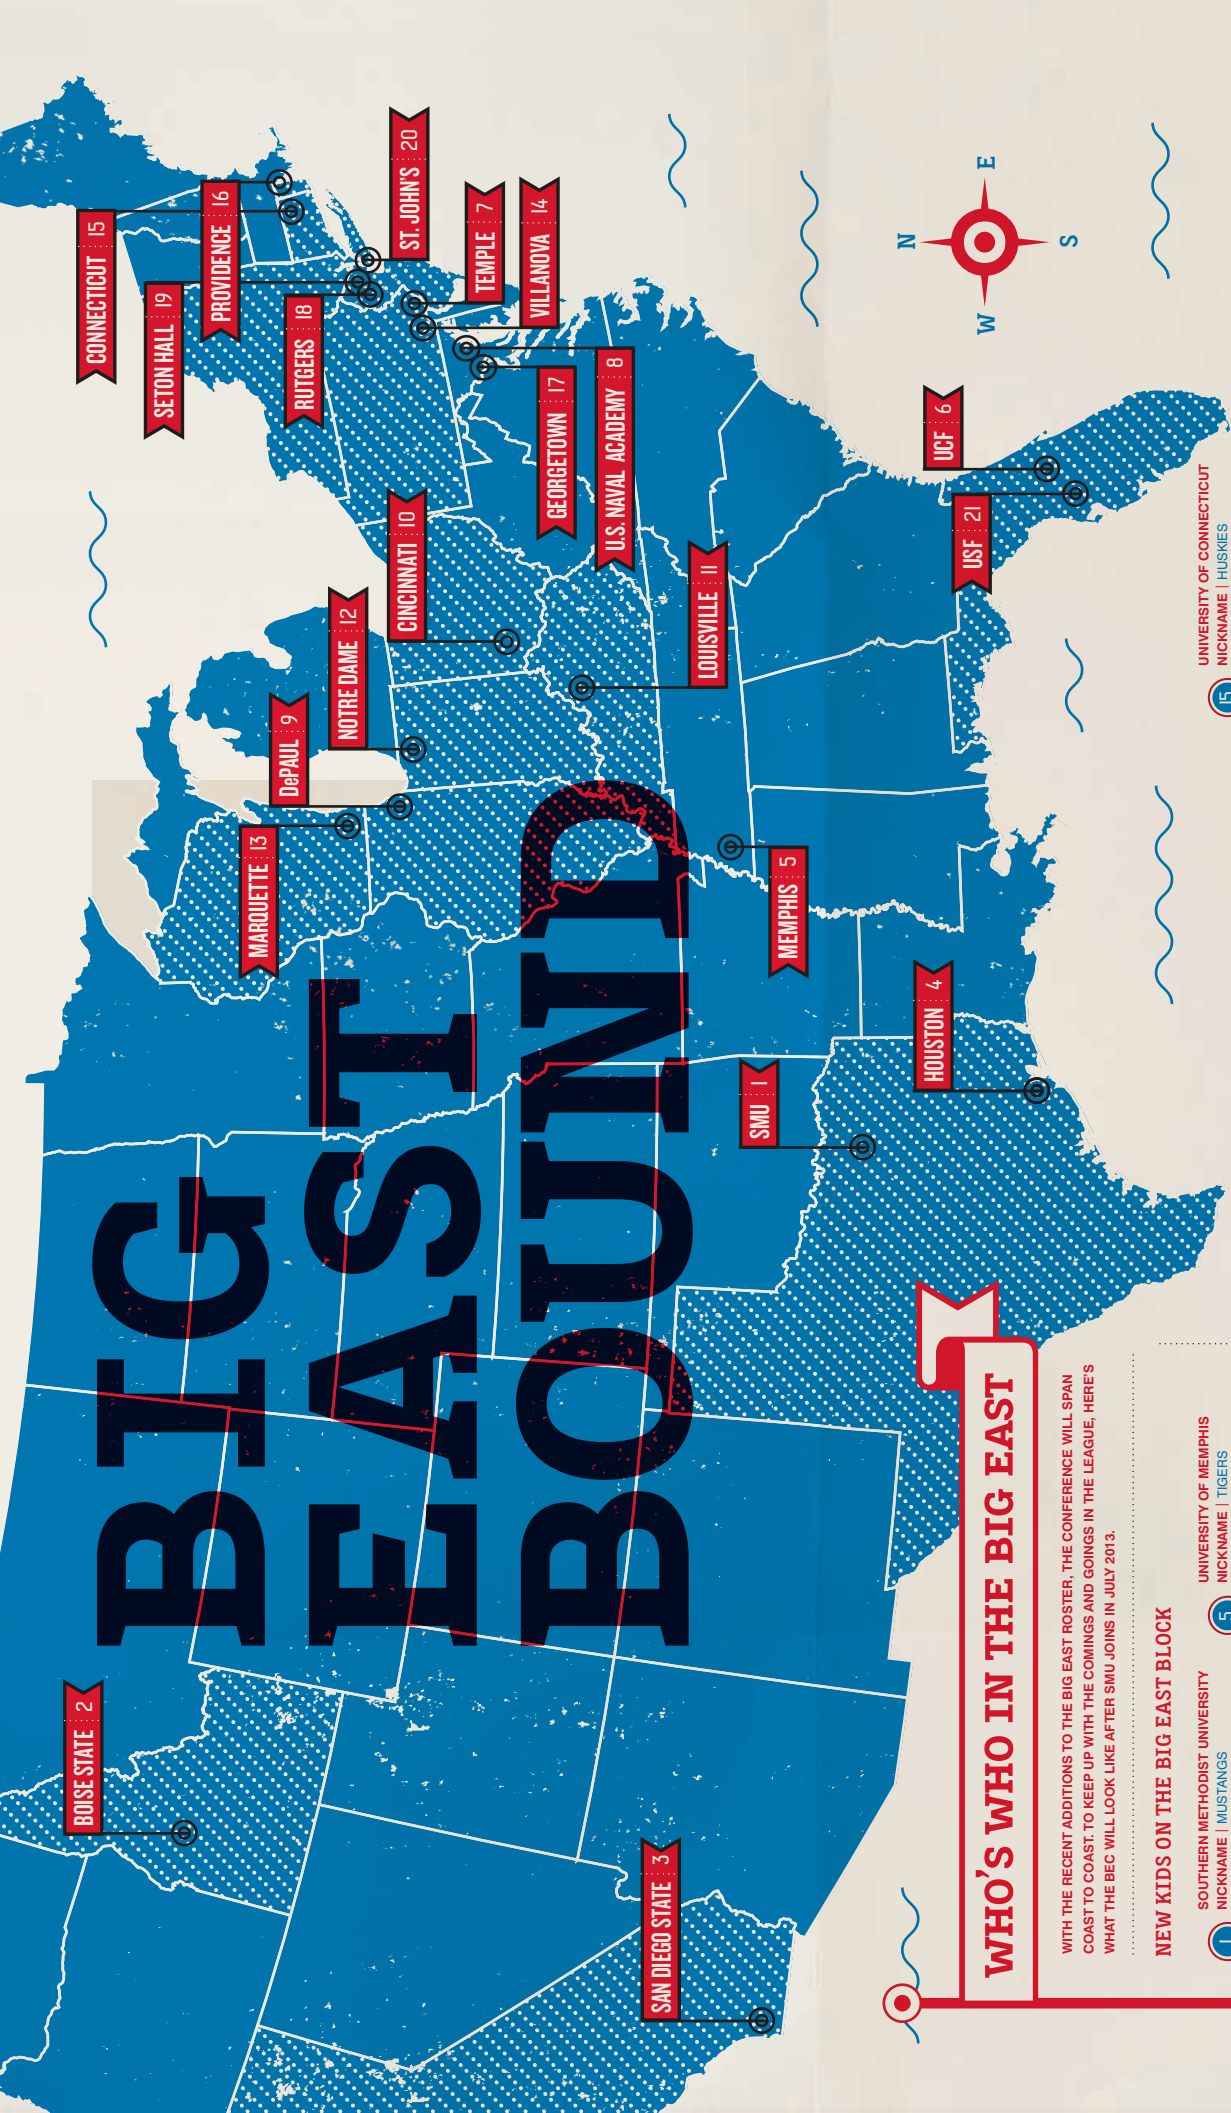 BIG
EAST
BOUND
BOISE STATE 2
SAN DIEGO STATE 3
MARQUETTE 13
DePAUL 9
NOTRE DAME 12
CINCINNATI 10
CONNECTICUT 15
SETON HALL 19
PROVIDENCE 16
RUTGERS 18
ST. JOHN'S 20
TEMPLE 7
VILLANOVA 14
GEORGETOWN 17
U.S. NAVAL ACADEMY 8
LOUISVILLE 11
MEMPHIS 5
SMU 1
HOUSTON 4
UCF 6
USF 21
N
W
E
S
WHO'S WHO IN THE BIG EAST
WITH THE RECENT ADDITIONS TO THE BIG EAST ROSTER, THE CONFERENCE WILL SPAN
COAST TO COAST. TO KEEP UP WITH THE COMINGS AND GOINGS IN THE LEAGUE, HERE'S
WHAT THE BEC WILL LOOK LIKE AFTER SMU JOINS IN JULY 2013.
NEW KIDS ON THE BIG EAST BLOCK
1
SOUTHERN METHODIST UNIVERSITY
NICKNAME | MUSTANGS
5
UNIVERSITY OF MEMPHIS
NICKNAME | TIGERS
15
UNIVERSITY OF CONNECTICUT
NICKNAME | HUSKIES